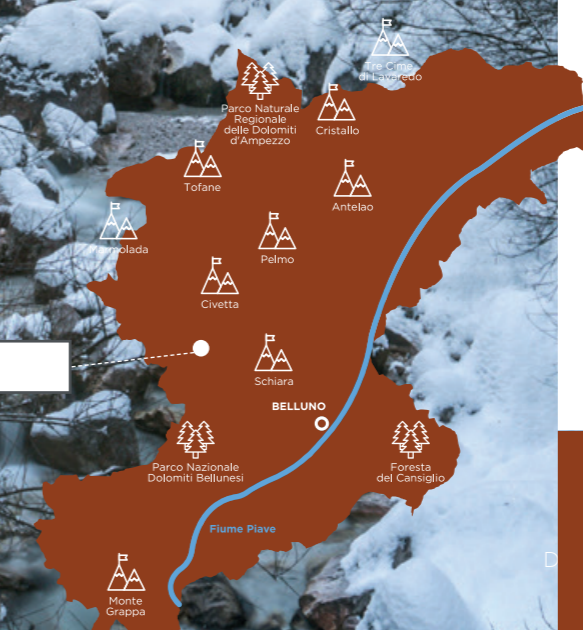 Tre Cime
di Lavaredo
Parco Naturale
Regionale
delle Dolomiti
d'Ampezzo
Cristallo
Tofane
Antelao
Marmolada
Pelmo
Civetta
Schiara
BELLUNO
Parco Nazionale
Dolomiti Bellunesi
Foresta
del Cansiglio
Fiume Piave
D
Monte
Grappa